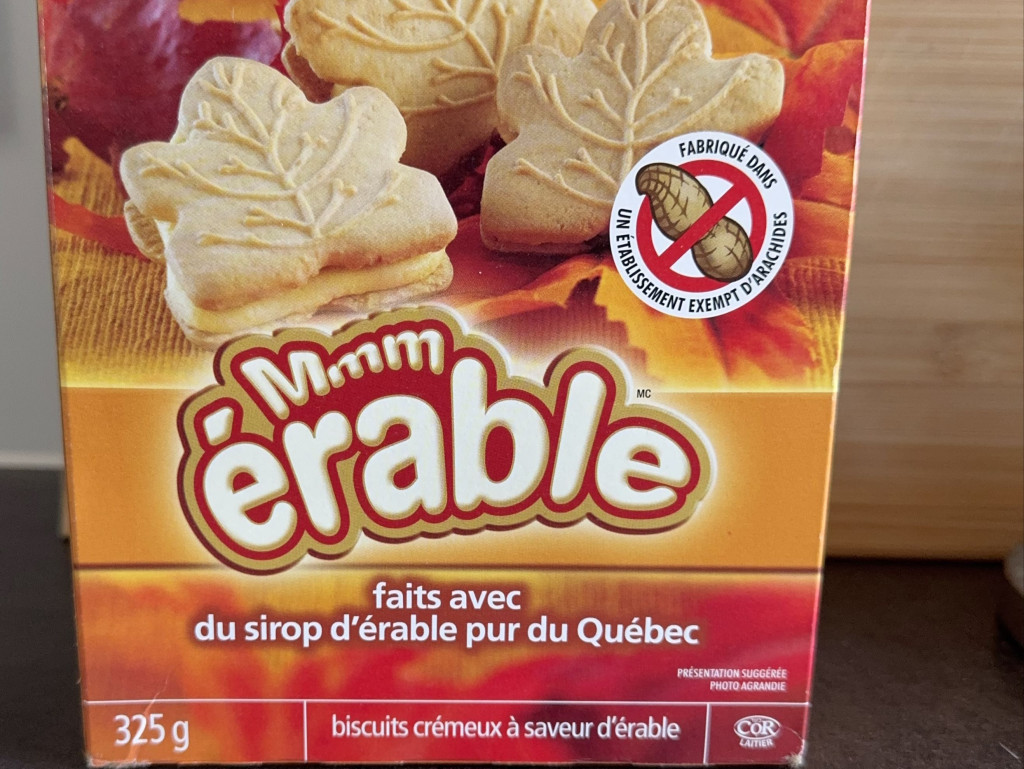 FABRIQUÉ DANS
UN ÉTABLISSEMENT EXEMPT D'ARACHIDES
Mmm
érable
MC
faits avec
du sirop d'érable pur du Québec
PRÉSENTATION SUGGÉRÉE
PHOTO AGRANDIE
325 g
biscuits crémeux à saveur d'érable
COR
LAITIER